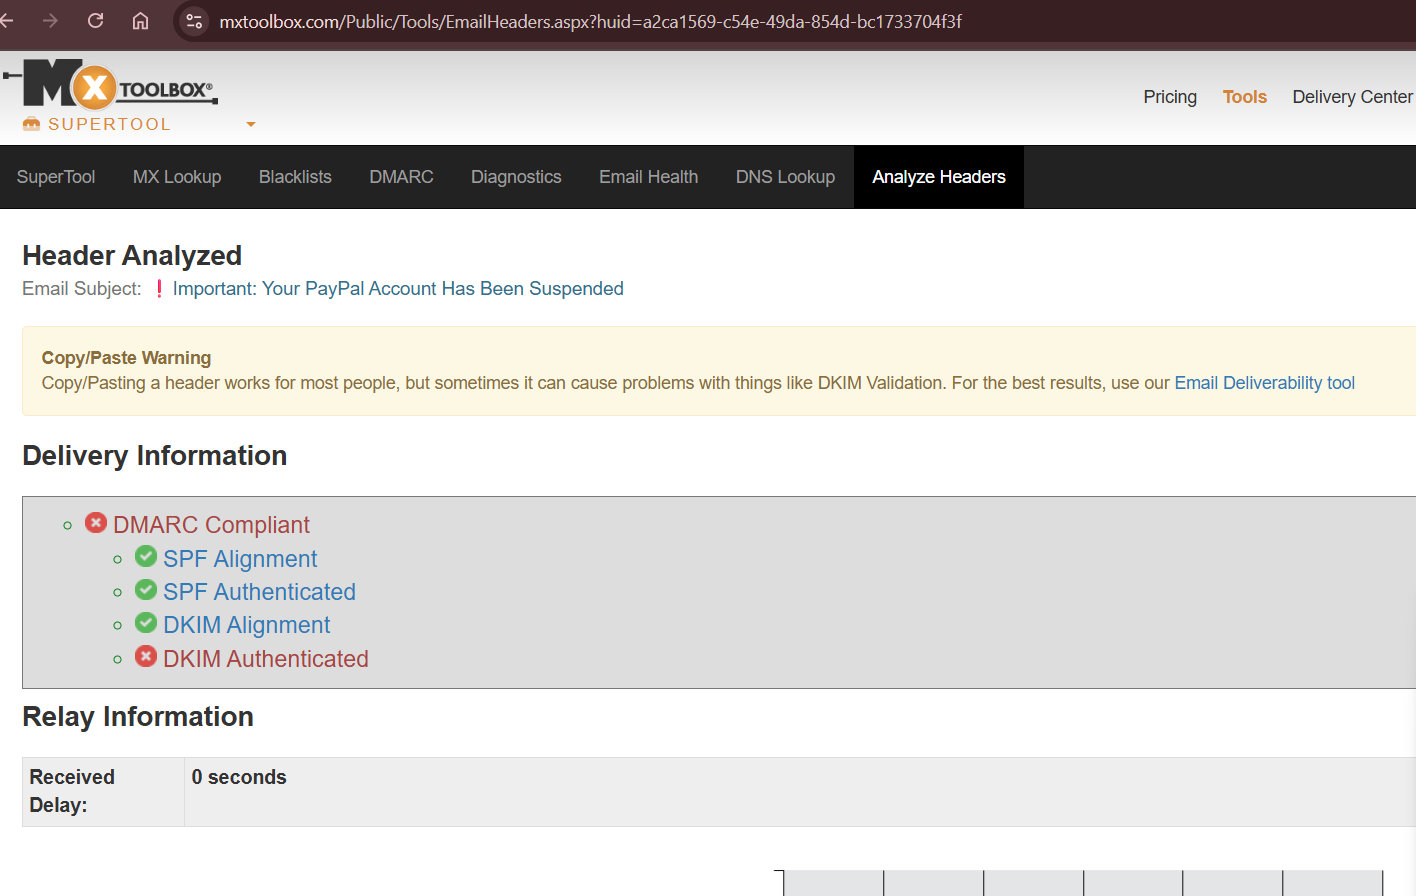 mxtoolbox.com/Public/Tools/EmailHeaders.aspx?huid=a2ca1569-c54e-49da-854d-bc1733704f3f
MX TOOLBOX®
SUPERTOOL
Pricing Tools Delivery Center
SuperTool MX Lookup Blacklists DMARC Diagnostics Email Health DNS Lookup Analyze Headers
Header Analyzed
Email Subject: ❗ Important: Your PayPal Account Has Been Suspended
Copy/Paste Warning
Copy/Pasting a header works for most people, but sometimes it can cause problems with things like DKIM Validation. For the best results, use our Email Deliverability tool
Delivery Information
DMARC Compliant
SPF Alignment
SPF Authenticated
DKIM Alignment
DKIM Authenticated
Relay Information
Received 0 seconds
Delay: